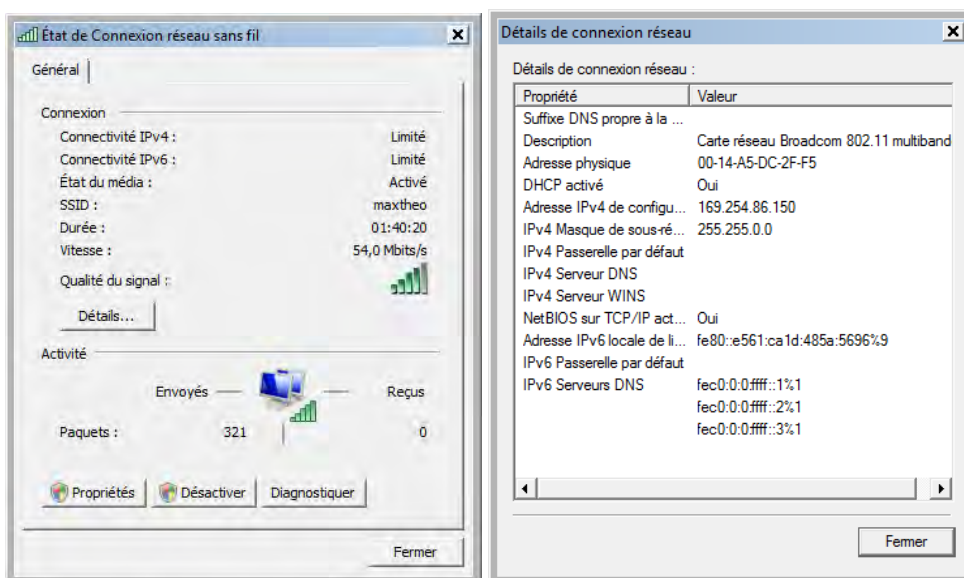 État de Connexion réseau sans fil
Général
Connexion
Connectivité IPv4 : Limité
Connectivité IPv6 : Limité
État du média : Activé
SSID : maxtheo
Durée : 01:40:20
Vitesse : 54,0 Mbits/s
Qualité du signal :
Détails...
Activité
Envoyés Reçus
Paquets : 321 0
Propriétés Désactiver Diagnostiquer
Fermer
Détails de connexion réseau
Détails de connexion réseau :
Propriété Valeur
Suffixe DNS propre à la ...
Description Carte réseau Broadcom 802.11 multiband
Adresse physique 00-14-A5-DC-2F-F5
DHCP activé Oui
Adresse IPv4 de configu... 169.254.86.150
IPv4 Masque de sous-ré... 255.255.0.0
IPv4 Passerelle par défaut
IPv4 Serveur DNS
IPv4 Serveur WINS
NetBIOS sur TCP/IP act... Oui
Adresse IPv6 locale de li... fe80::e561:ca1d:485a:5696%9
IPv6 Passerelle par défaut
IPv6 Serveurs DNS fec0:0:0:ffff::1%1
fec0:0:0:ffff::2%1
fec0:0:0:ffff::3%1
Fermer